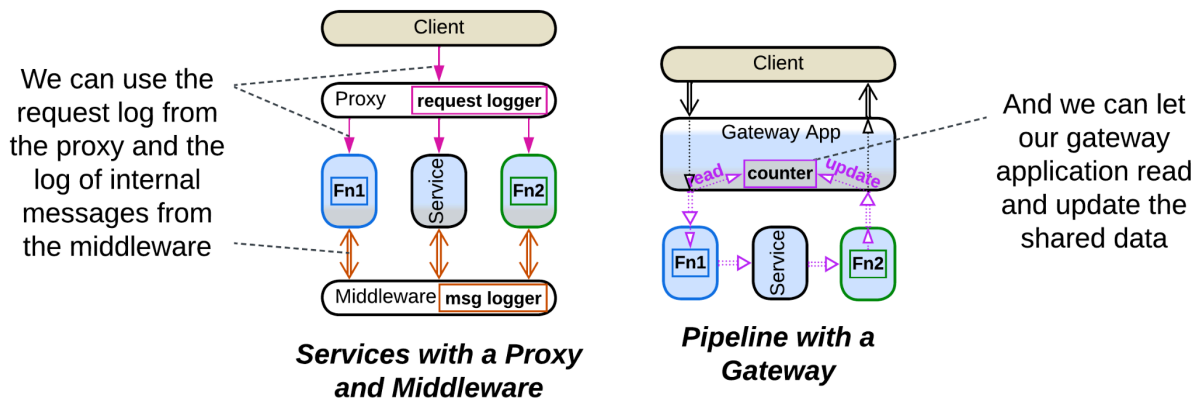 We can use the
request log from
the proxy and the
log of internal
messages from
the middleware
Client
Proxy
request logger
Fn1
Service
Fn2
Middleware
msg logger
Services with a Proxy
and Middleware
Client
Gateway App
read
counter
update
Fn1
Service
Fn2
Pipeline with a
Gateway
And we can let
our gateway
application read
and update the
shared data